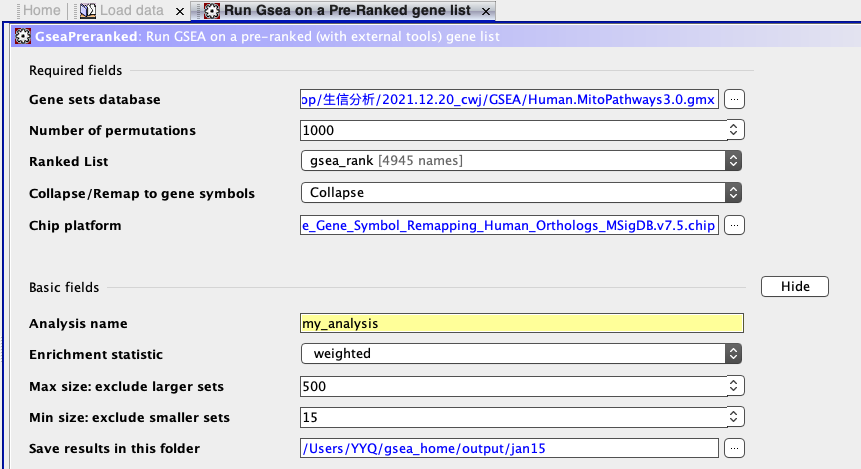 Home Load data × Run Gsea on a Pre-Ranked gene list ×
GseaPreranked: Run GSEA on a pre-ranked (with external tools) gene list
Required fields
Gene sets database op/生信分析/2021.12.20_cwj/GSEA/Human.MitoPathways3.0.gmx ...
Number of permutations 1000
Ranked List gsea_rank [4945 names]
Collapse/Remap to gene symbols Collapse
Chip platform e_Gene_Symbol_Remapping_Human_Orthologs_MSigDB.v7.5.chip ...
Basic fields Hide
Analysis name my_analysis
Enrichment statistic weighted
Max size: exclude larger sets 500
Min size: exclude smaller sets 15
Save results in this folder /Users/YYQ/gsea_home/output/jan15 ...